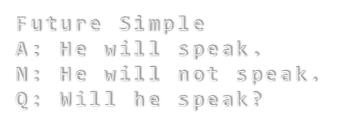 Future Simple
A: He will speak.
N: He will not speak.
Q: Will he speak?